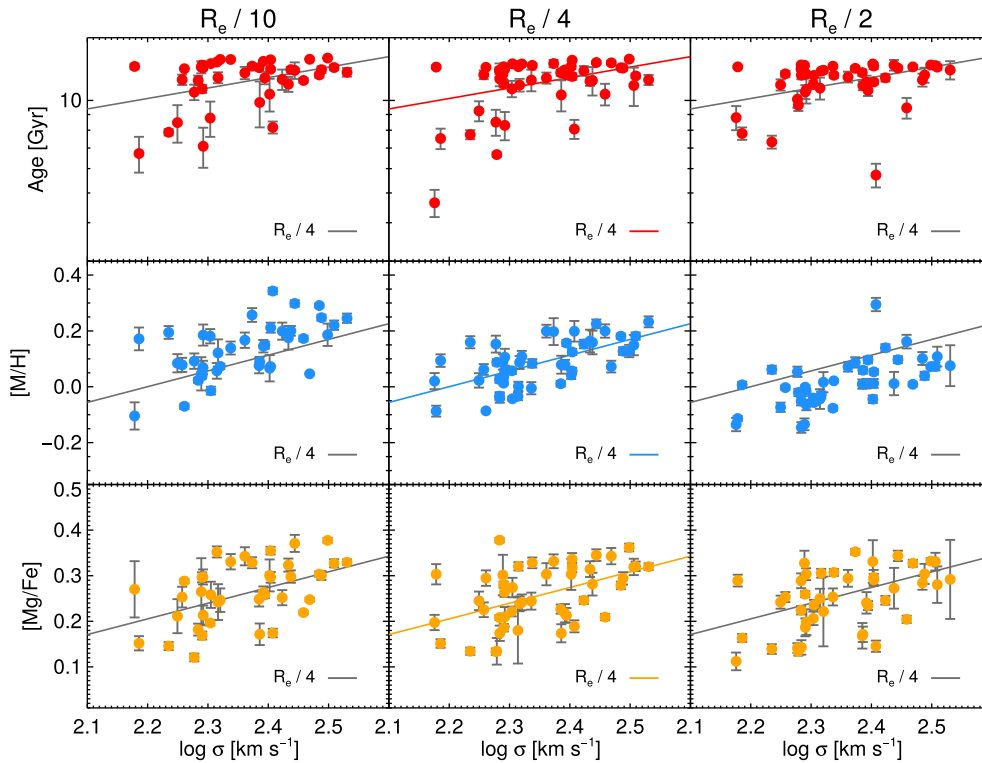 R_e / 10 R_e / 4 R_e / 2
Age [Gyr]
10
R_e / 4 R_e / 4 R_e / 4
[M/H]
0.4
0.2
0.0
−0.2
R_e / 4 R_e / 4 R_e / 4
[Mg/Fe]
0.5
0.4
0.3
0.2
0.1
R_e / 4 R_e / 4 R_e / 4
2.1 2.2 2.3 2.4 2.5 2.1 2.2 2.3 2.4 2.5 2.1 2.2 2.3 2.4 2.5
log σ [km s⁻¹] log σ [km s⁻¹] log σ [km s⁻¹]